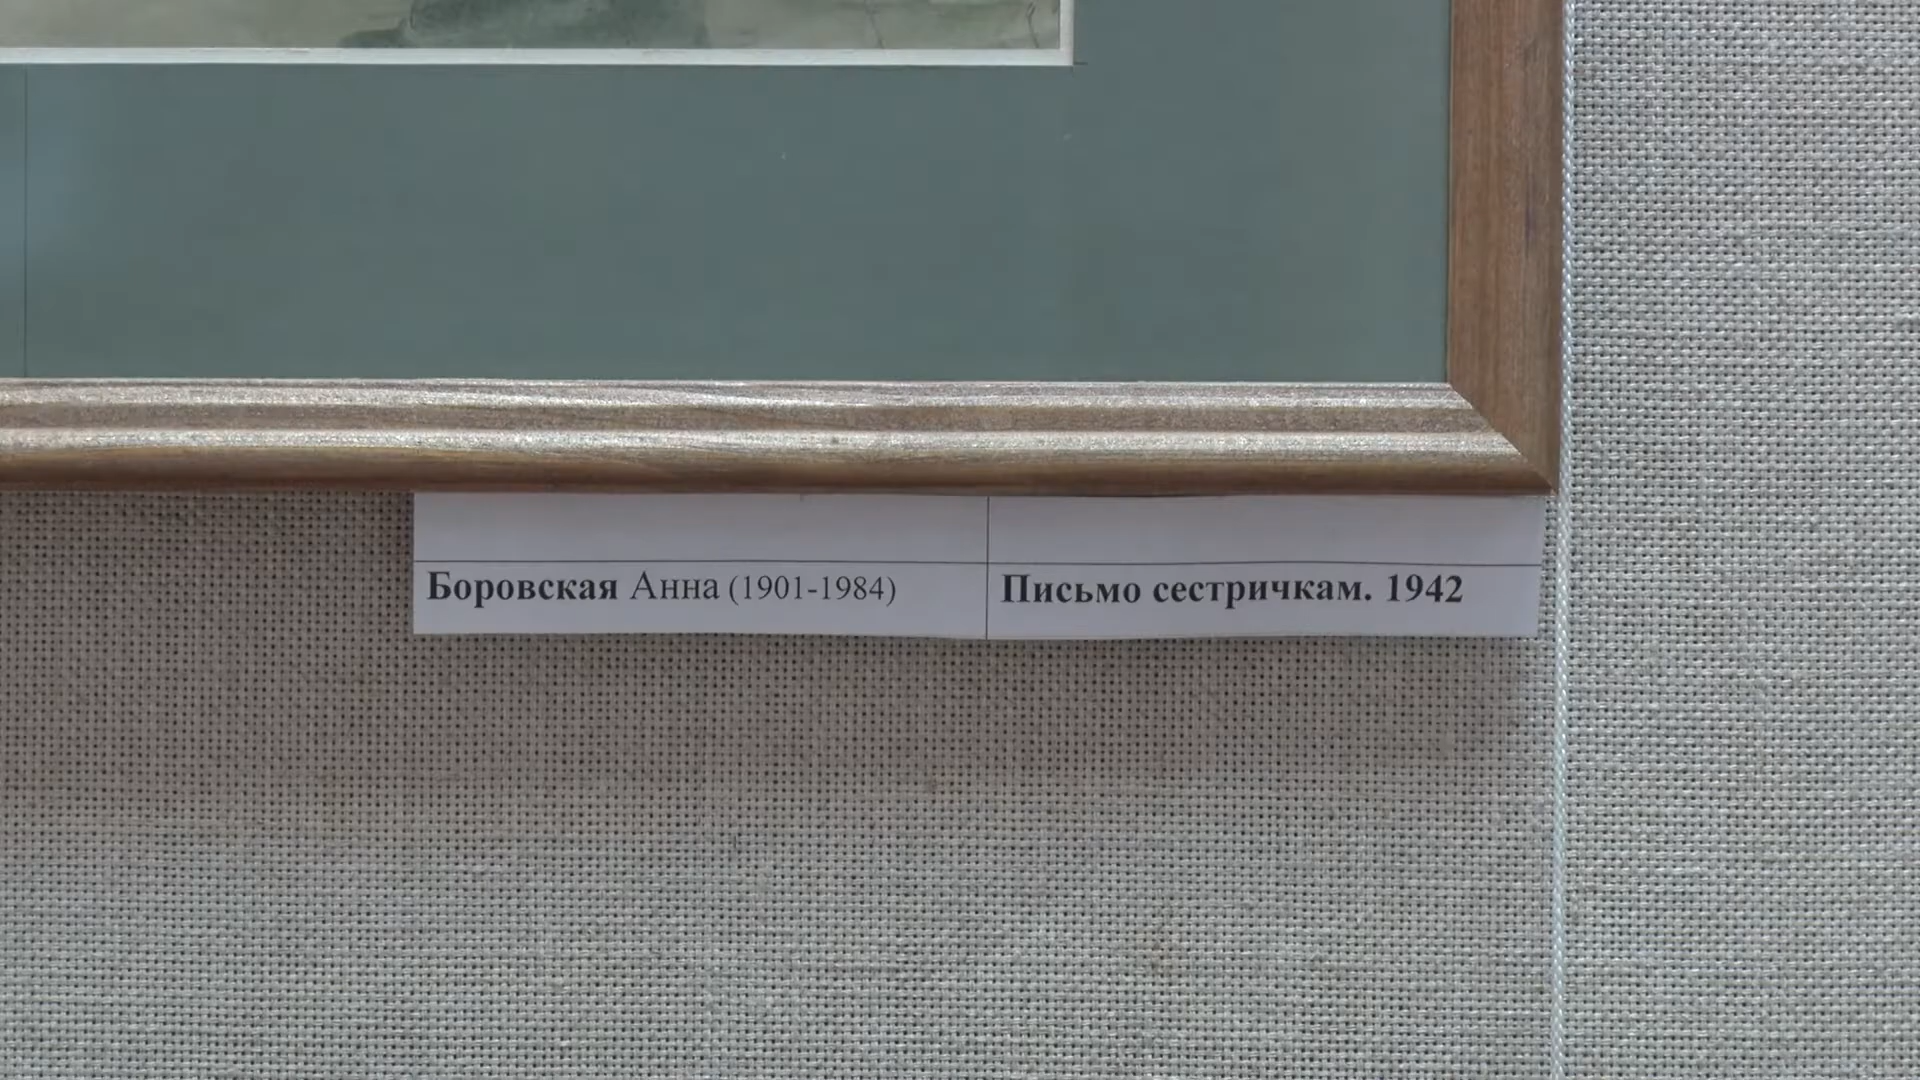 Боровская Анна (1901-1984)
Письмо сестричкам. 1942